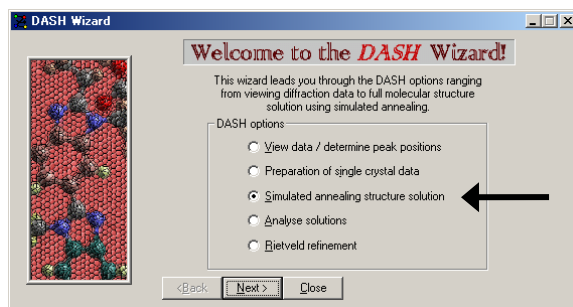 DASH Wizard
Welcome to the DASH Wizard!
This wizard leads you through the DASH options ranging
from viewing diffraction data to full molecular structure
solution using simulated annealing.
DASH options
View data / determine peak positions
Preparation of single crystal data
Simulated annealing structure solution
Analyse solutions
Rietveld refinement
<Back Next > Close